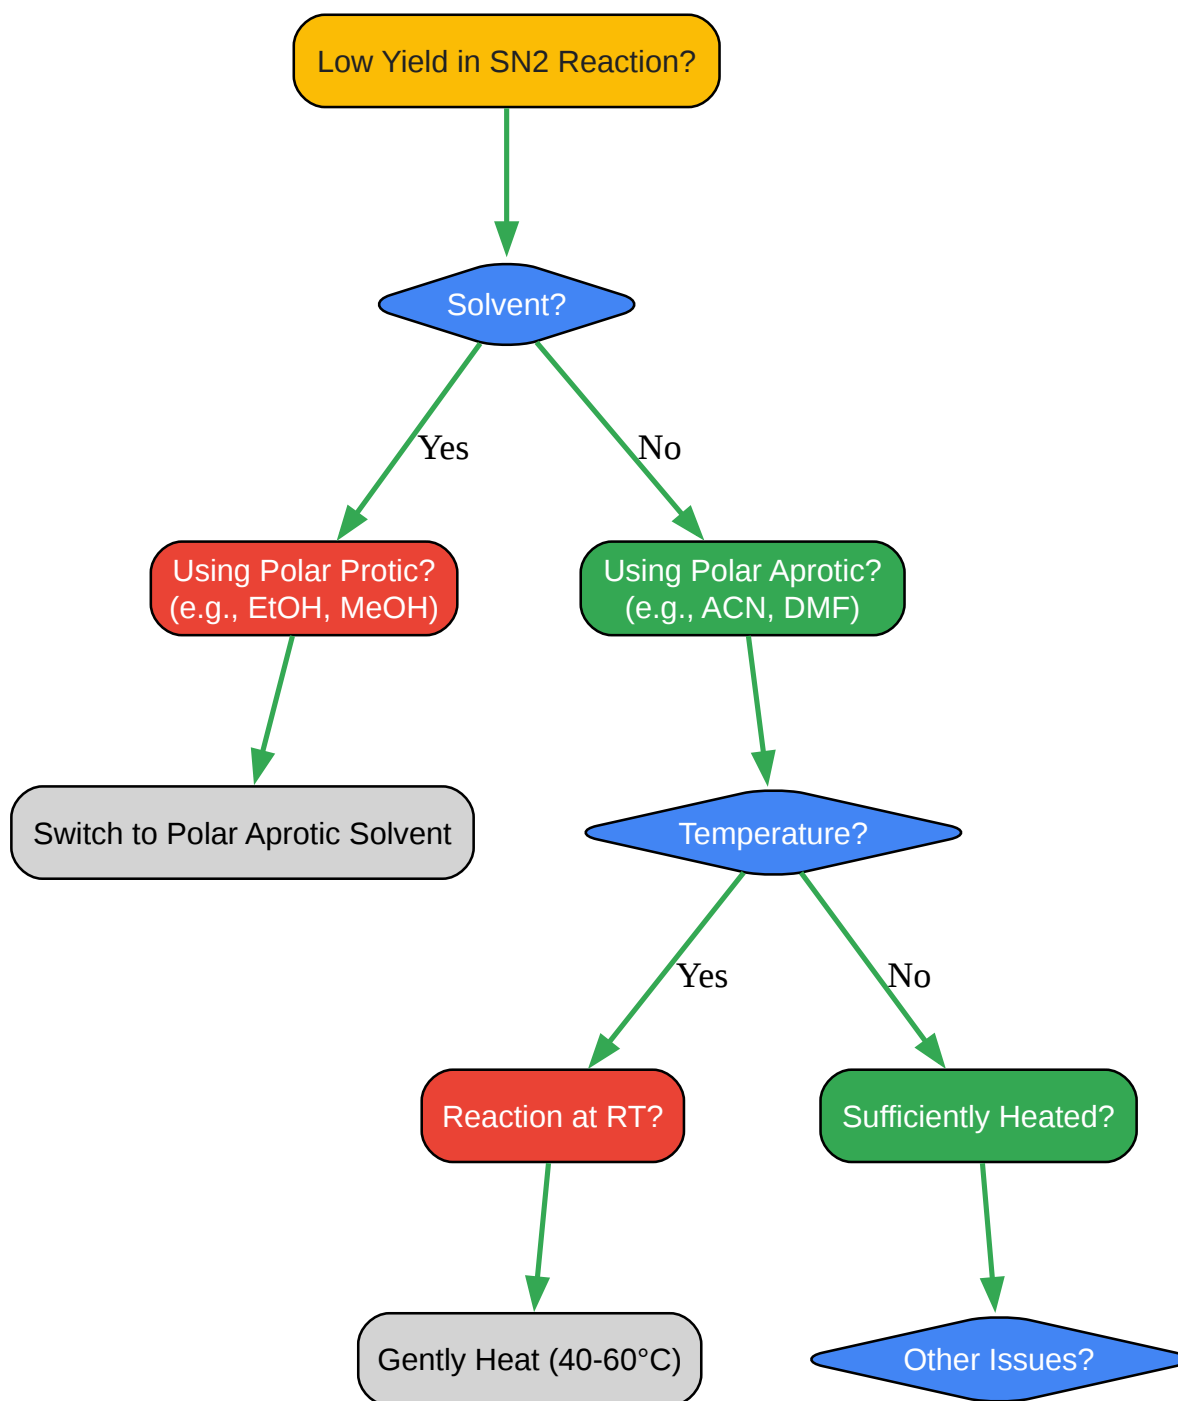 Low Yield in SN2 Reaction?
Solvent?
Yes
No
Using Polar Protic?
(e.g., EtOH, MeOH)
Using Polar Aprotic?
(e.g., ACN, DMF)
Switch to Polar Aprotic Solvent
Temperature?
Yes
No
Reaction at RT?
Sufficiently Heated?
Gently Heat (40-60°C)
Other Issues?